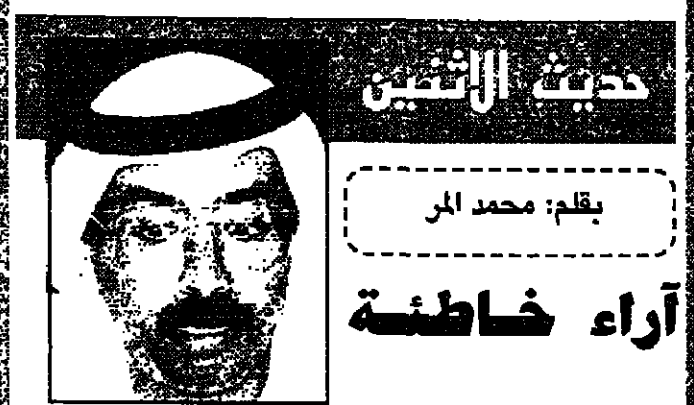 حديث الاثنين
بقلم: محمد المر
آراء خاطئة